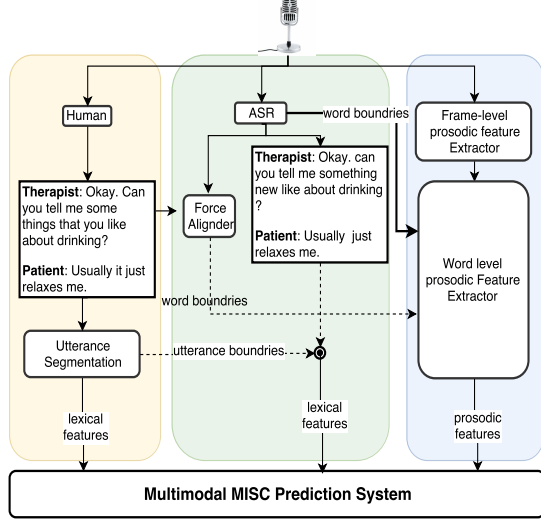 Human
ASR
word boundries
Frame-level
prosodic feature
Extractor
Therapist: Okay. Can
you tell me some
things that you like
about drinking?
Patient: Usually it just
relaxes me.
Force
Alignder
Therapist: Okay. can
you tell me something
new like about drinking
?
Patient: Usually just
relaxes me.
Word level
prosodic Feature
Extractor
word boundries
Utterance
Segmentation
utterance boundries
lexical
features
lexical
features
prosodic
features
Multimodal MISC Prediction System